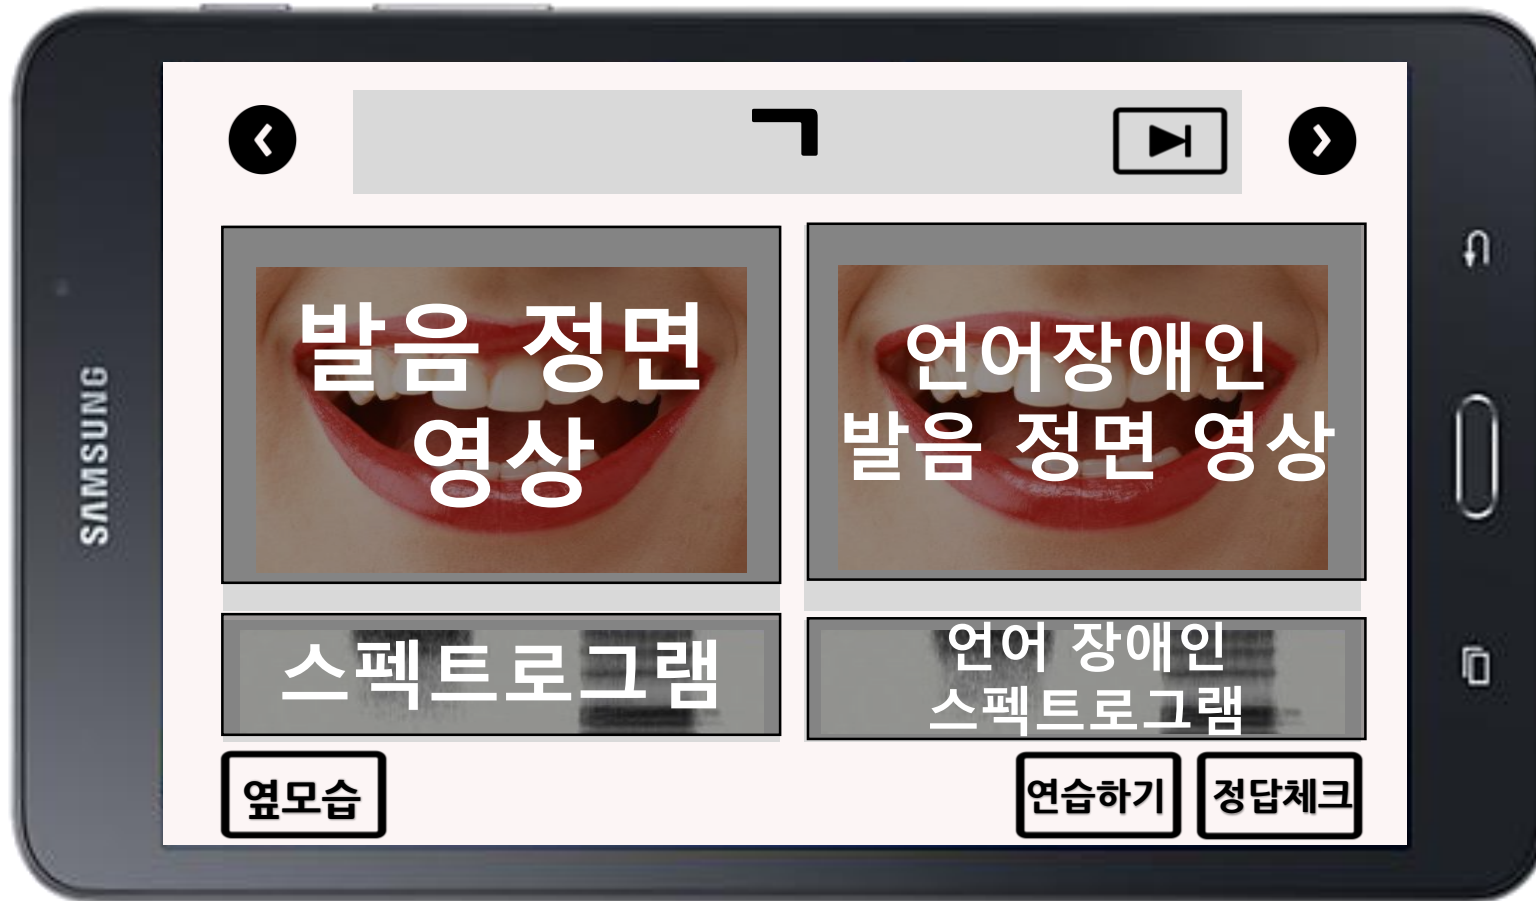 ㄱ
발음 정면
영상
언어장애인
발음 정면 영상
SAMSUNG
스펙트로그램
언어 장애인
스펙트로그램
옆모습
연습하기
정답체크